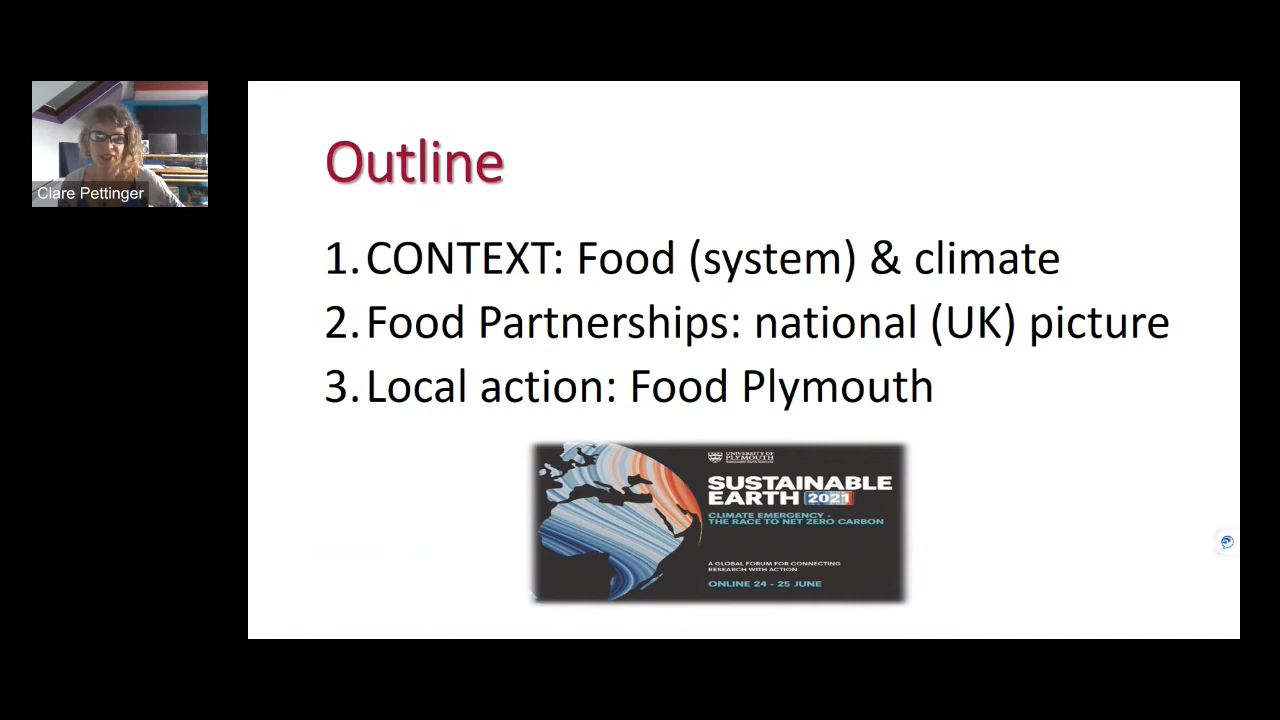 Clare Pettinger
Outline
1. CONTEXT: Food (system) & climate
2. Food Partnerships: national (UK) picture
3. Local action: Food Plymouth
UNIVERSITY OF
PLYMOUTH
SUSTAINABLE
EARTH 2021
CLIMATE EMERGENCY -
THE RACE TO NET ZERO CARBON
A GLOBAL FORUM FOR CONNECTING
RESEARCH WITH ACTION
ONLINE 24 - 25 JUNE